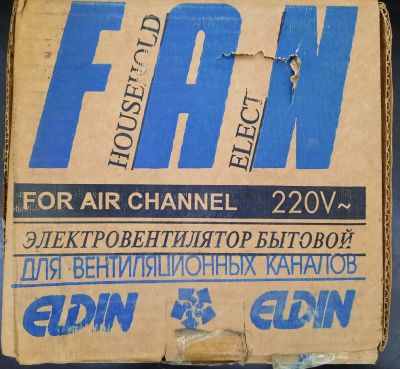 FAN
HOUSEHOLD
ELECT
FOR AIR CHANNEL 220V~
ЭЛЕКТРОВЕНТИЛЯТОР БЫТОВОЙ
ДЛЯ ВЕНТИЛЯЦИОННЫХ КАНАЛОВ
ELDIN ELDIN